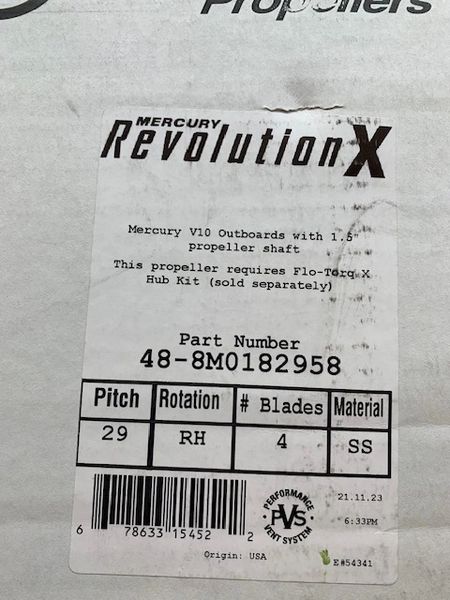 Propellers
MERCURY
Revolution X
Mercury V10 Outboards with 1.5"
propeller shaft
This propeller requires Flo-Torq X
Hub Kit (sold separately)
Part Number
48-8M0182958
Pitch Rotation # Blades Material
29 RH 4 SS
PERFORMANCE
PVS
VENT SYSTEM
21.11.23
6:33PM
6 78633 15452 2
Origin: USA
E#54341